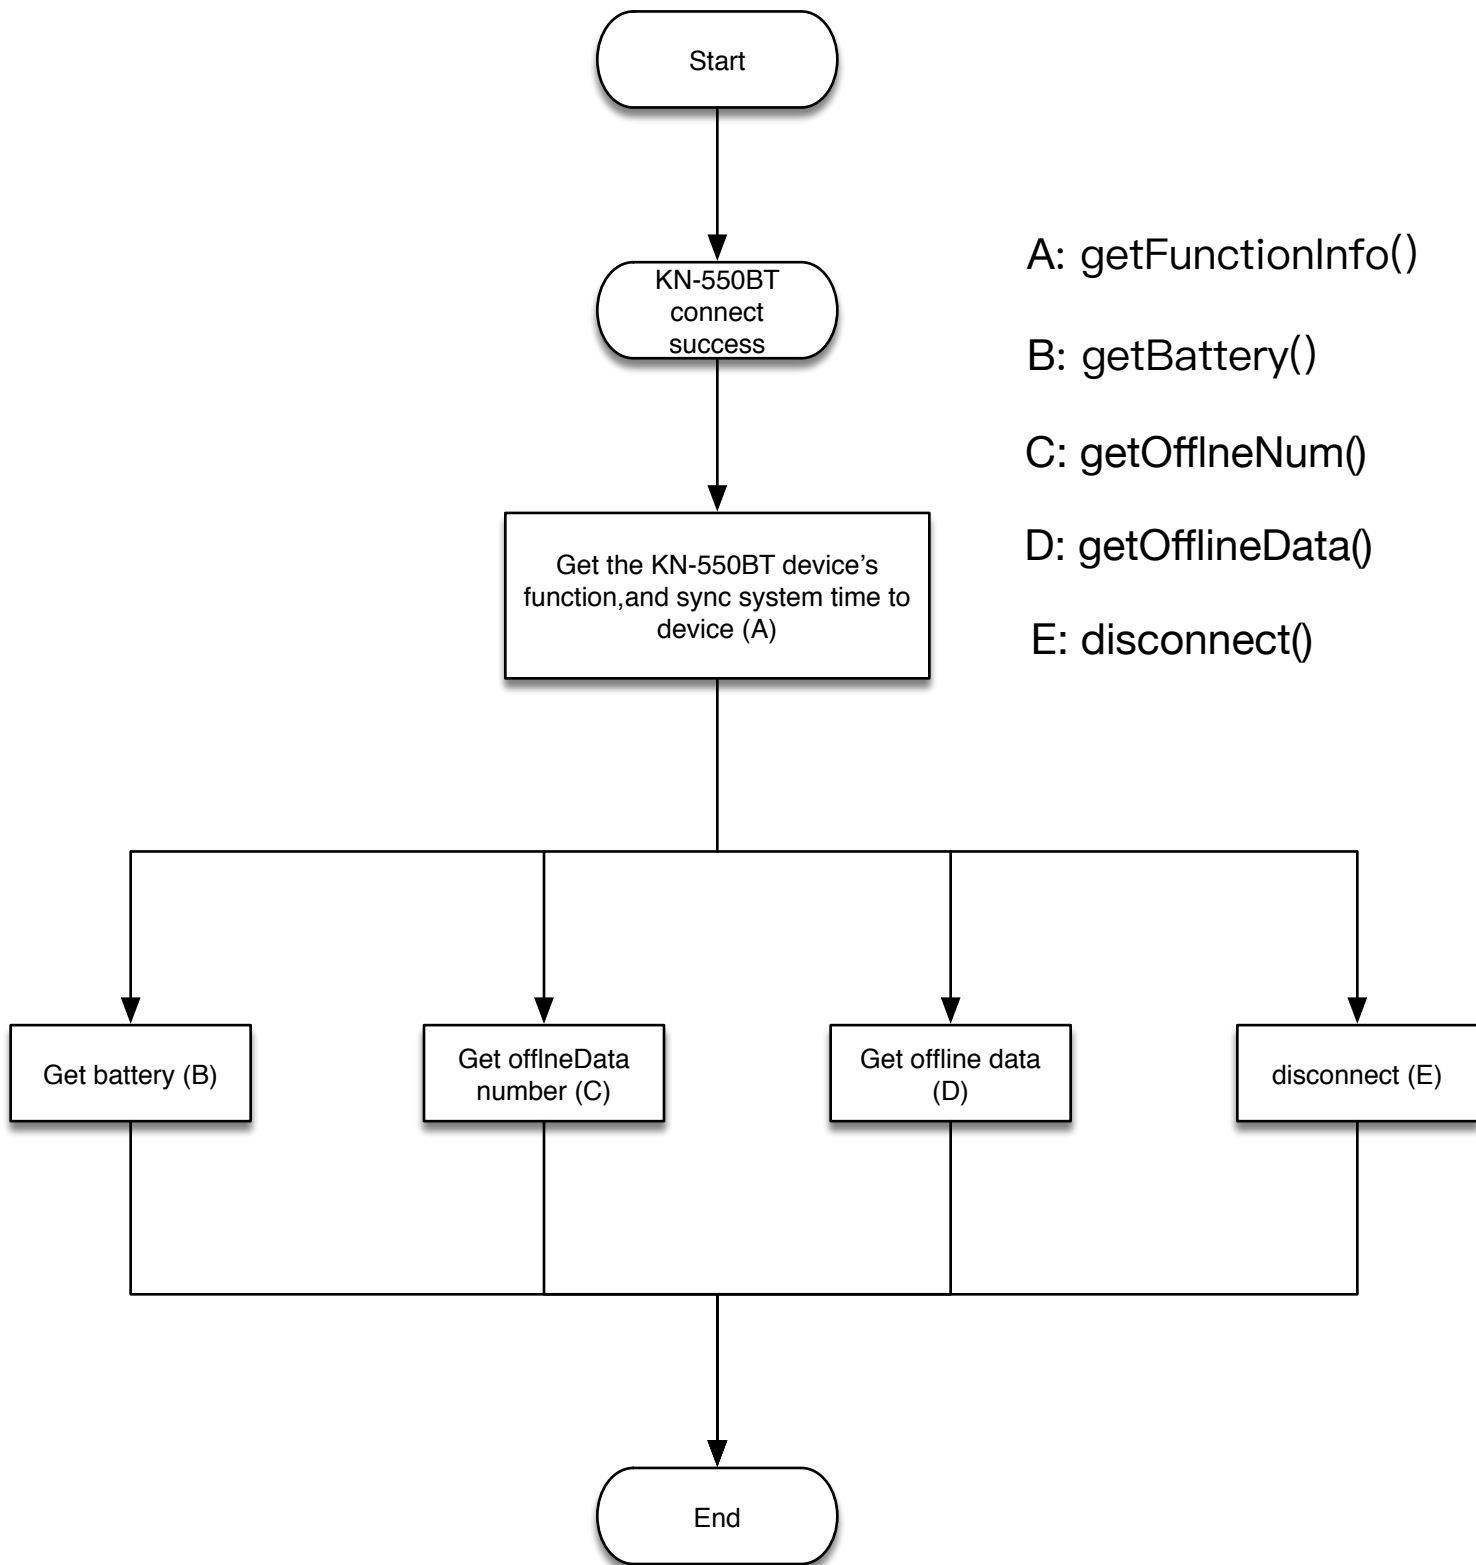 Start
KN-550BT
connect
success
A: getFunctionInfo()
B: getBattery()
C: getOfflneNum()
D: getOfflineData()
E: disconnect()
Get the KN-550BT device’s
function,and sync system time to
device (A)
Get battery (B)
Get offlneData
number (C)
Get offline data
(D)
disconnect (E)
End